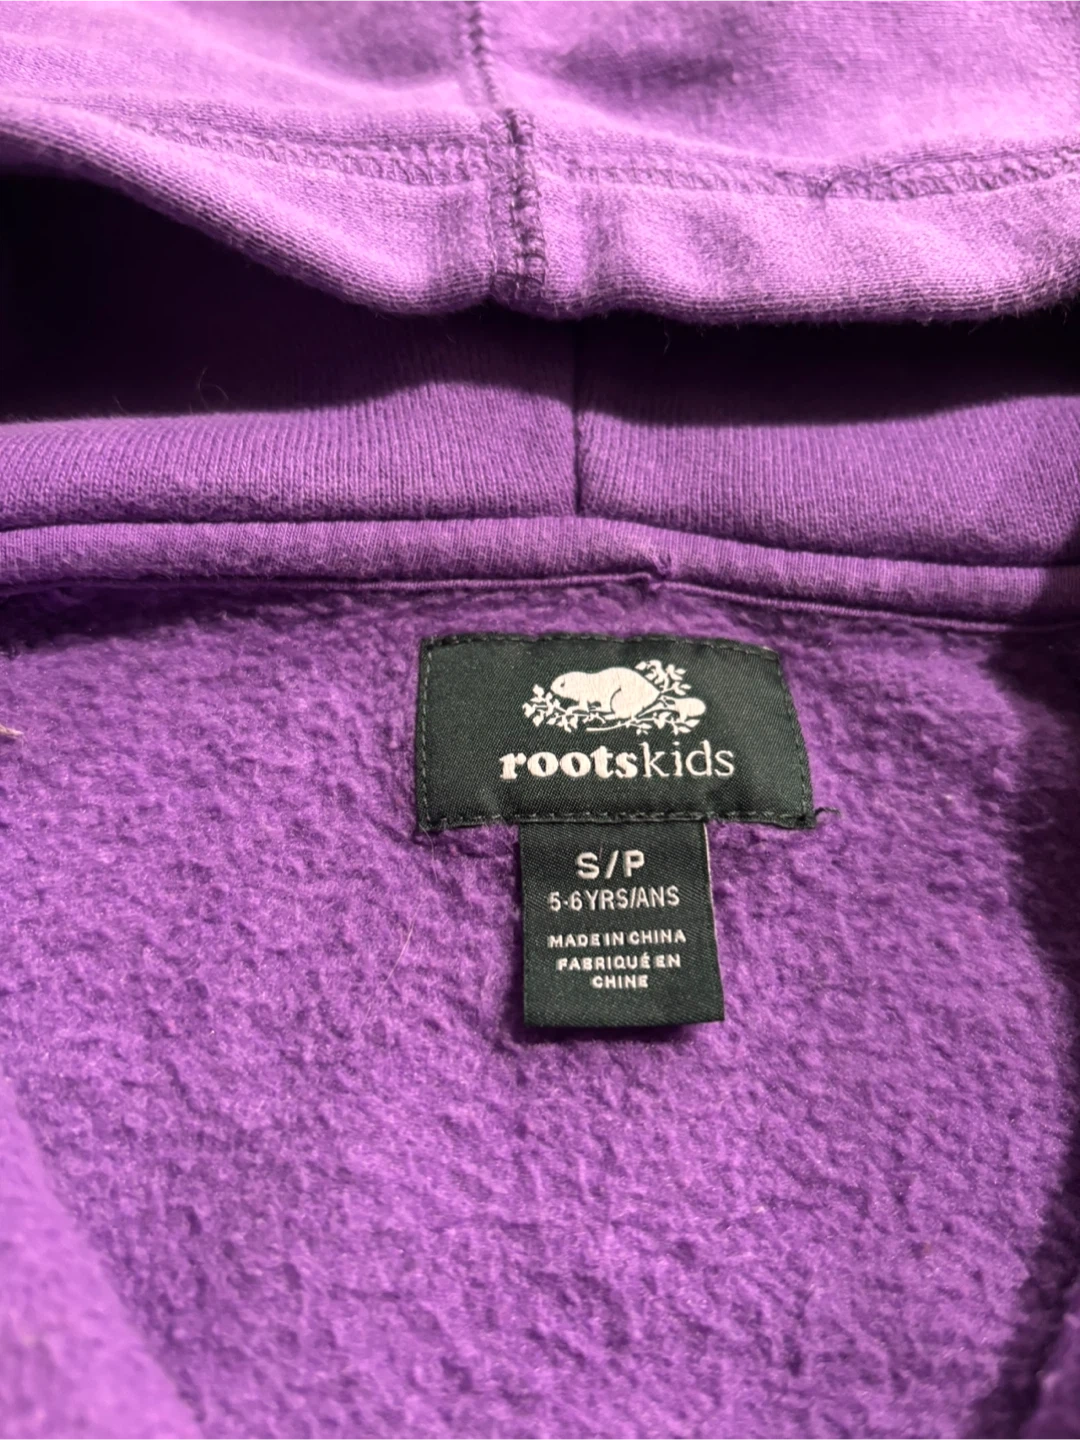 rootskids
S/P
5-6 YRS/ANS
MADE IN CHINA
FABRIQUÉ EN
CHINE